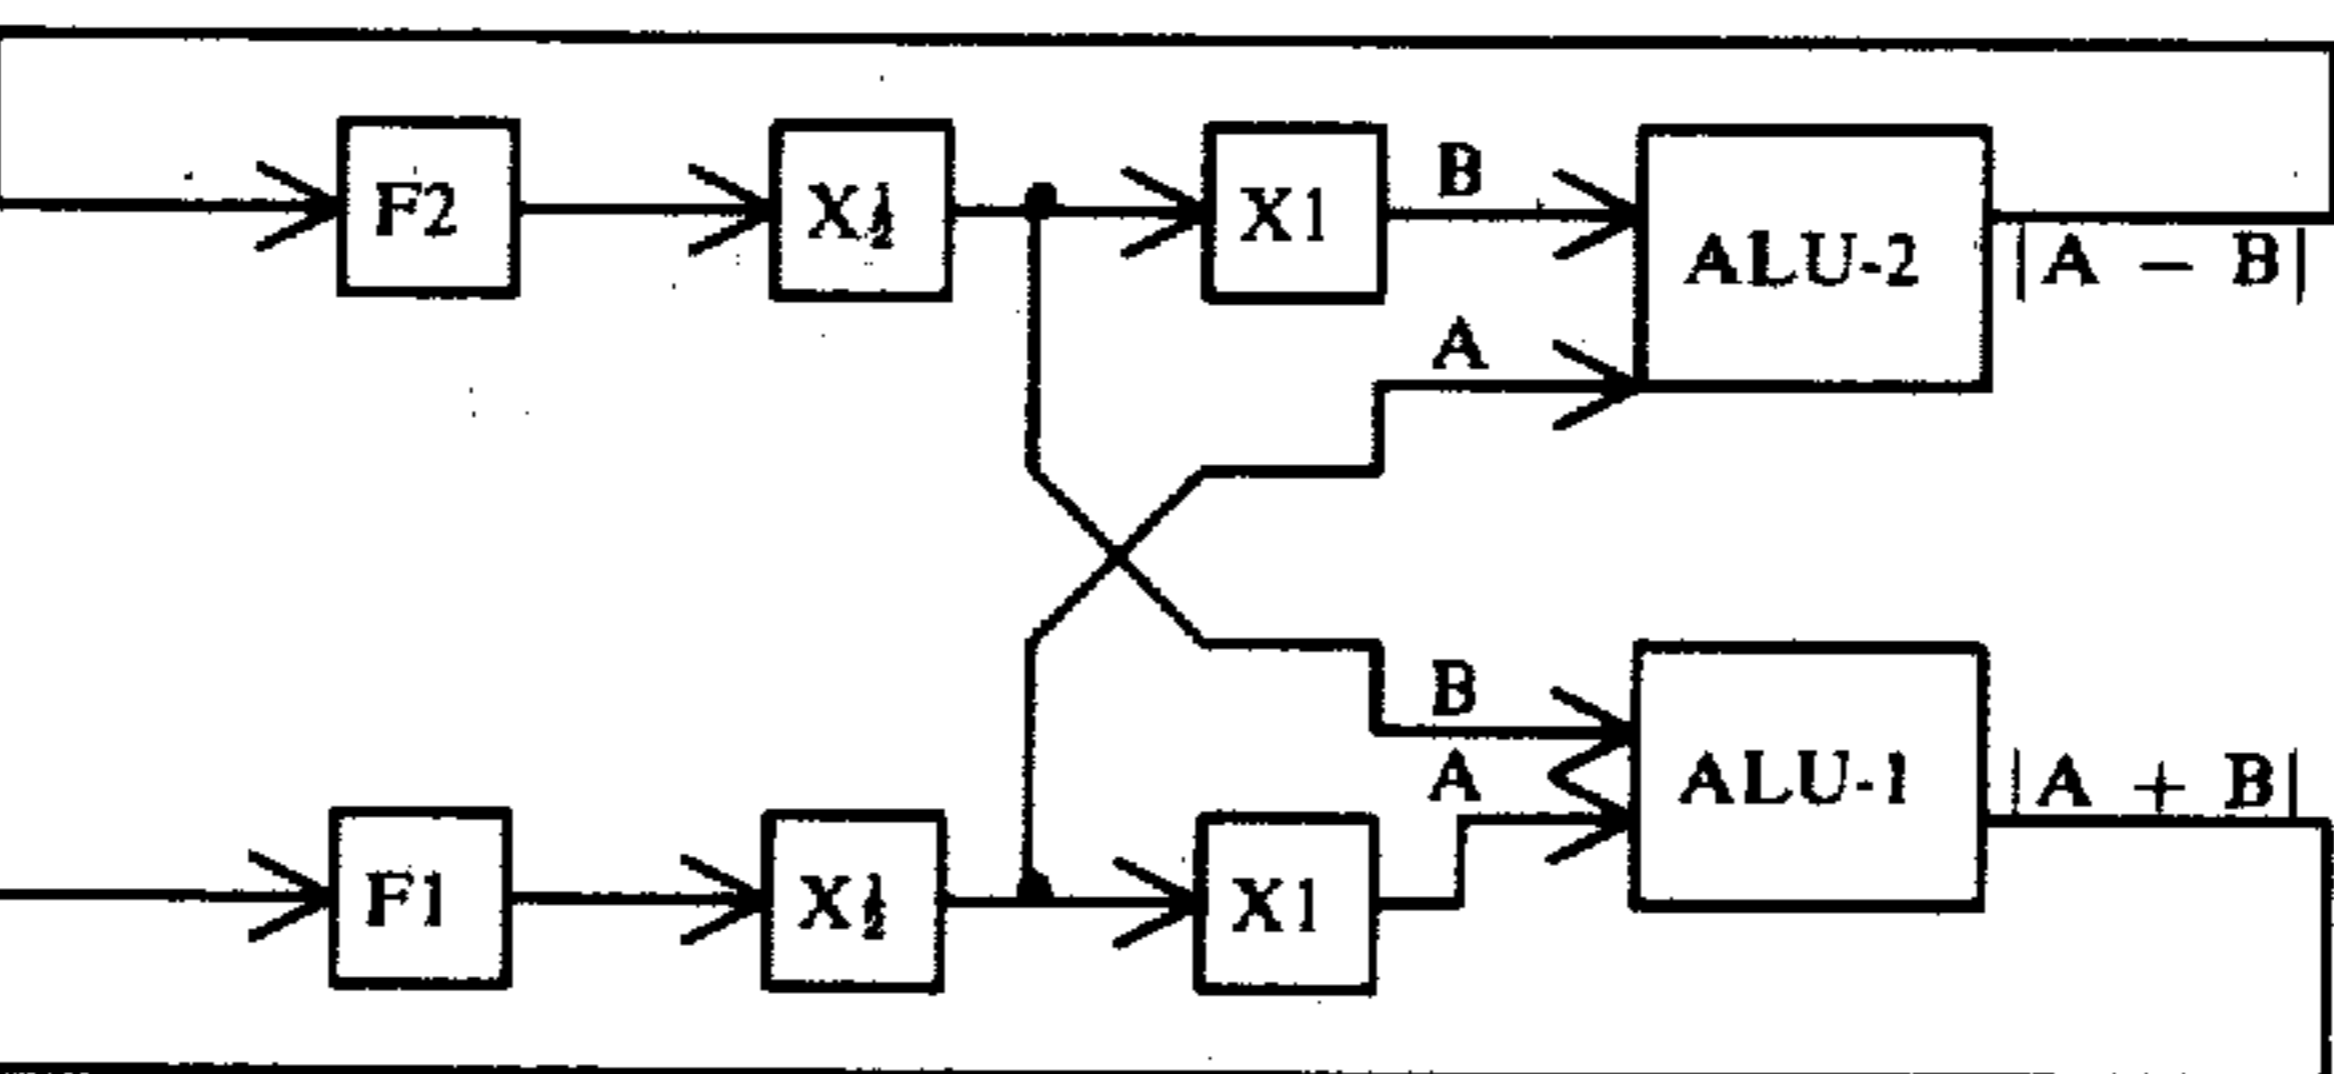 B
F2 X½ X1
ALU-2 |A − B|
A
B
A ALU-1 |A + B|
F1 X½ X1